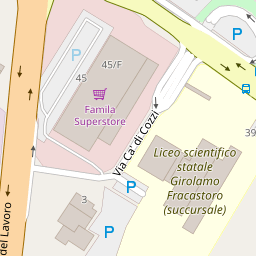 P
P
45/F
45
Famila
Superstore
Via Ca' di Cozzi
39
Liceo scientifico
statale
Girolamo
Fracastoro
(succursale)
P
3
P
del Lavoro